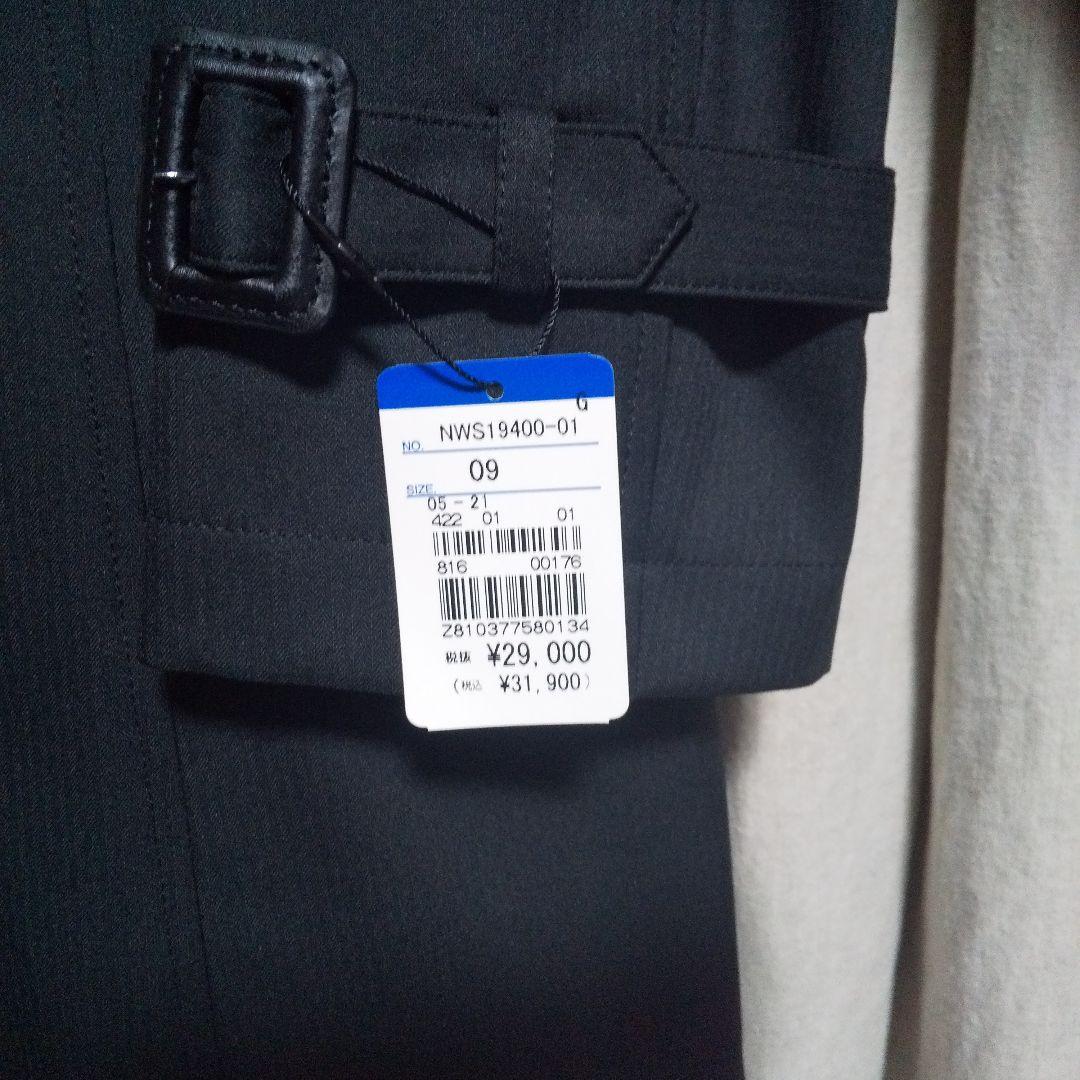 G
NO. NWS19400-01
09
SIZE.
05-21
422 01 01
816 00176
Z810377580134
税抜 ¥29,000
(税込 ¥31,900)